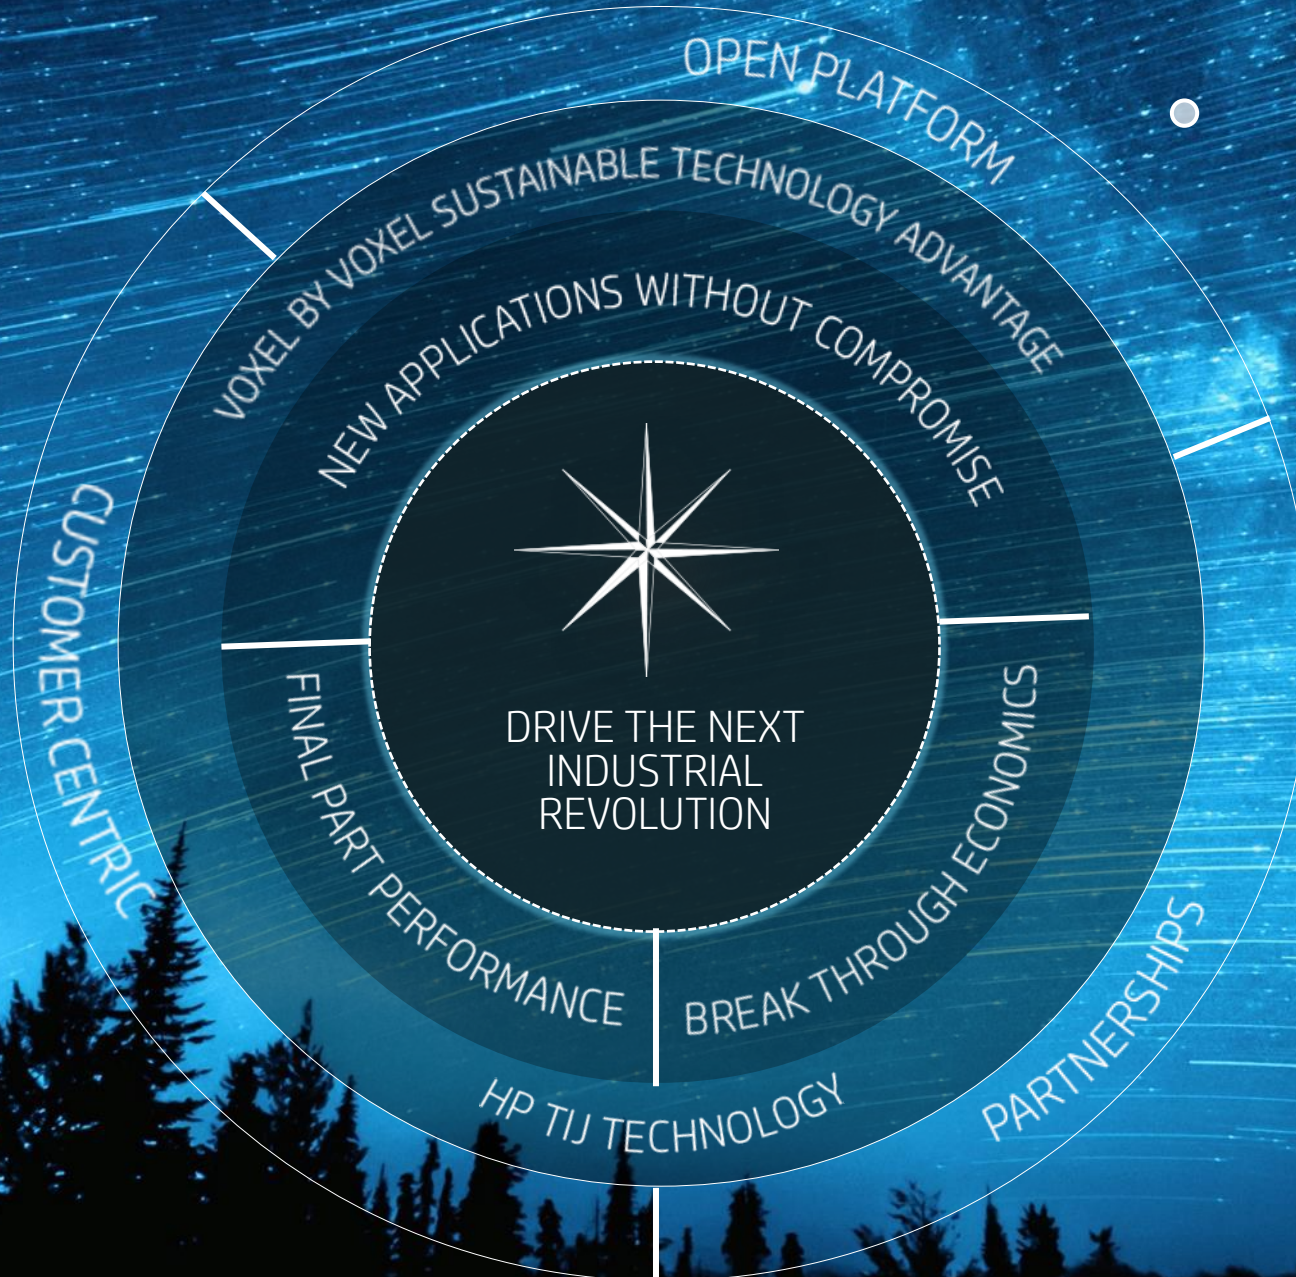 OPEN PLATFORM
VOXEL BY VOXEL SUSTAINABLE TECHNOLOGY ADVANTAGE
NEW APPLICATIONS WITHOUT COMPROMISE
CUSTOMER CENTRIC
DRIVE THE NEXT
INDUSTRIAL
REVOLUTION
FINAL PART PERFORMANCE
BREAK THROUGH ECONOMICS
PARTNERSHIPS
HP TIJ TECHNOLOGY